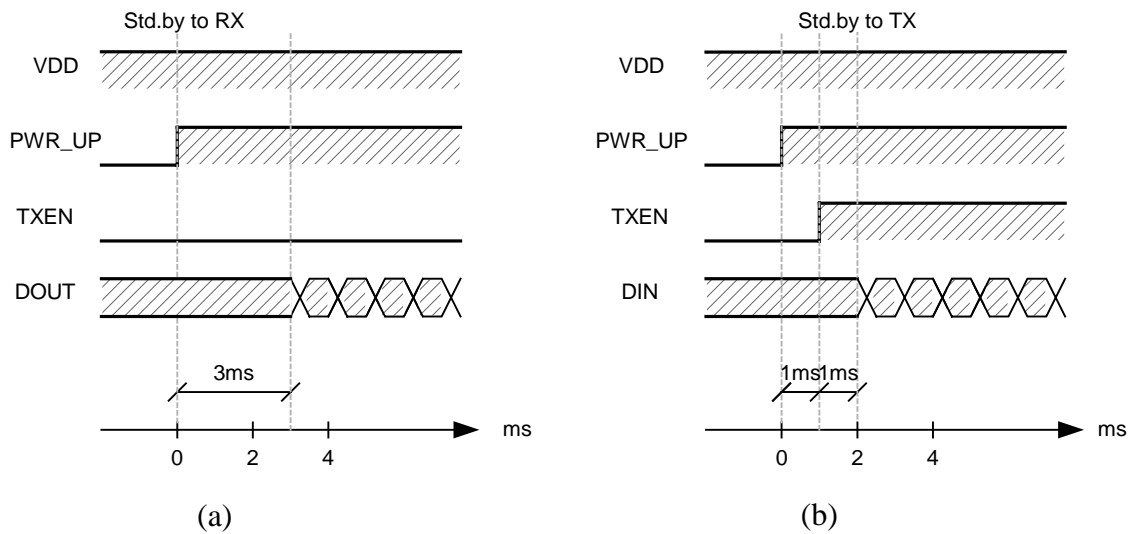 Std.by to RX
VDD
PWR_UP
TXEN
DOUT
3ms
ms
0 2 4
(a)
Std.by to TX
VDD
PWR_UP
TXEN
DIN
1ms1ms
ms
0 2 4
(b)